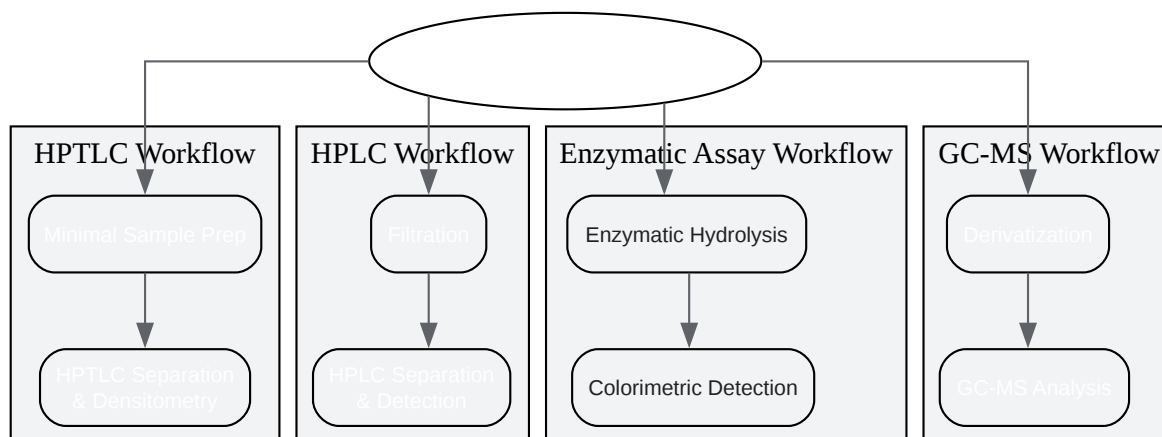 HPTLC Workflow
HPLC Workflow
Enzymatic Assay Workflow
GC-MS Workflow
Minimal Sample Prep
Filtration
Enzymatic Hydrolysis
Derivatization
HPTLC Separation
& Densitometry
HPLC Separation
& Detection
Colorimetric Detection
GC-MS Analysis